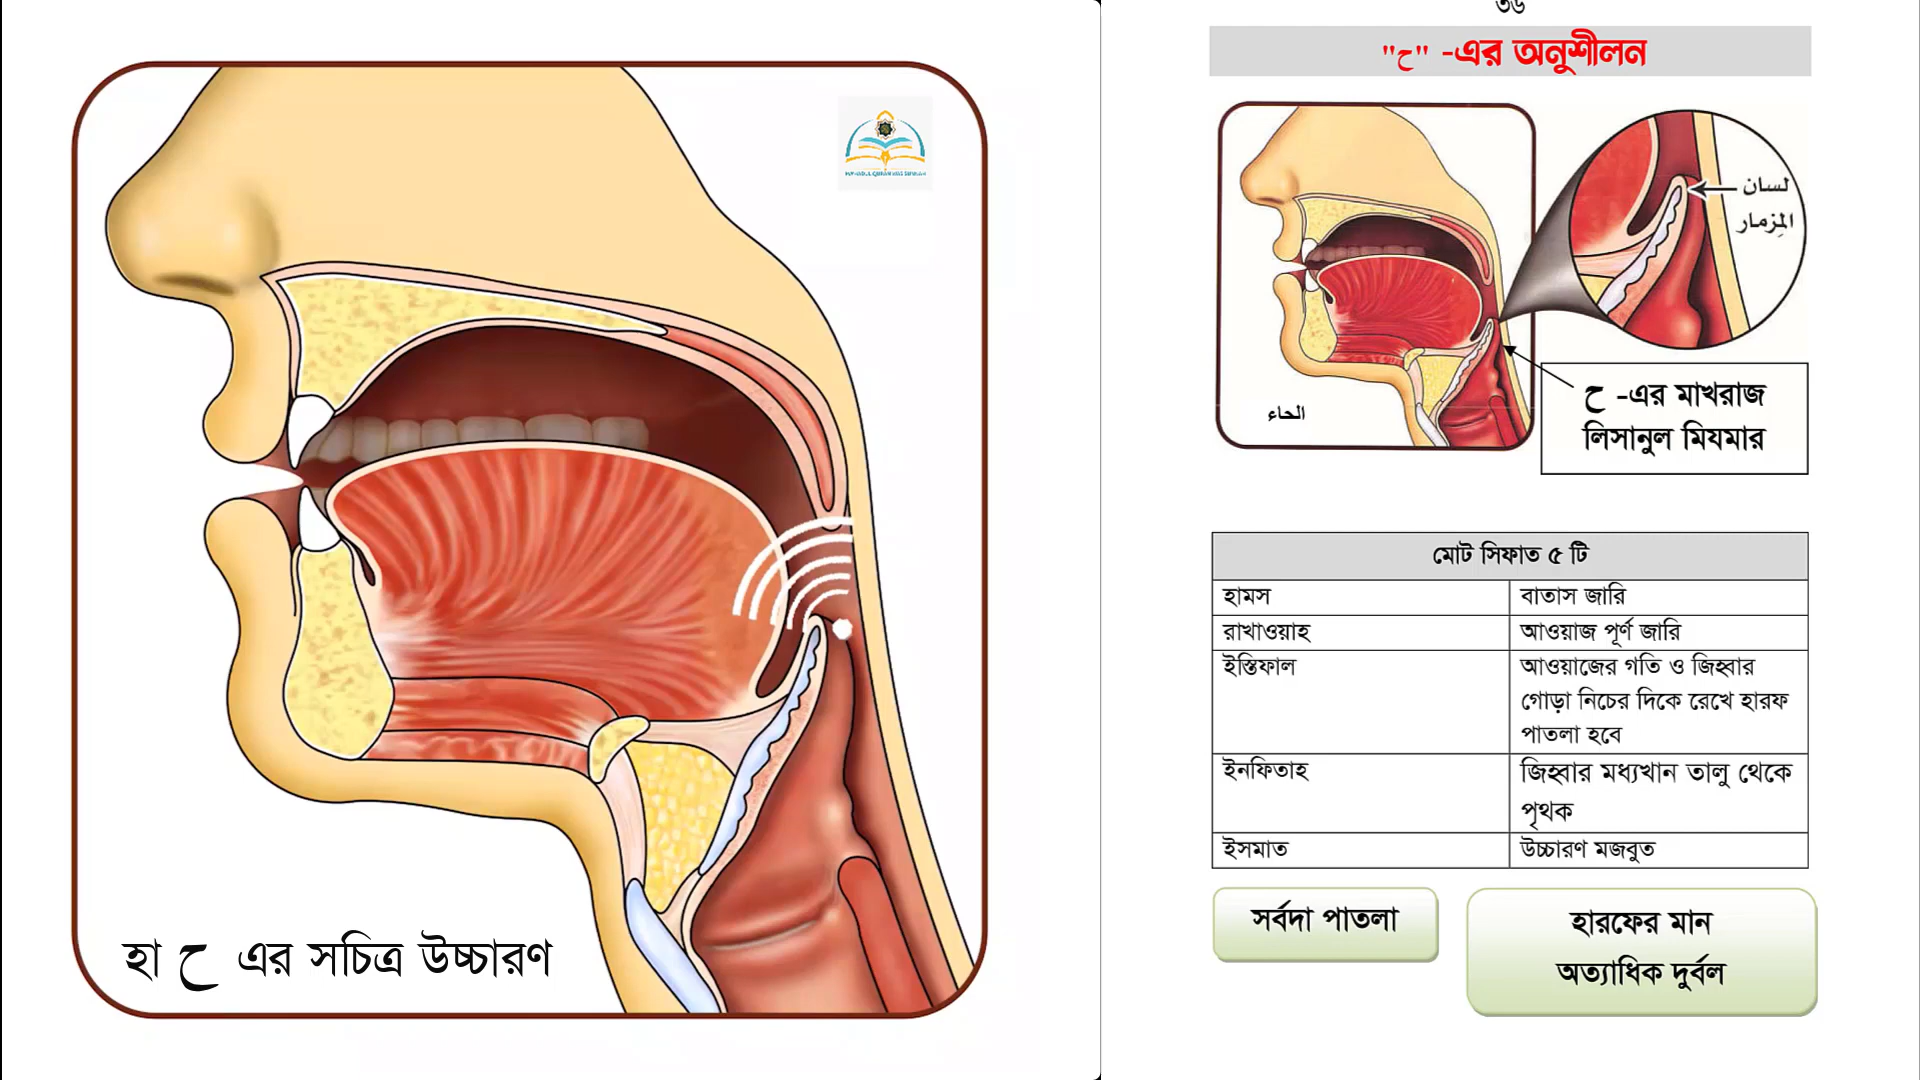 হা ح এর সচিত্র উচ্চারণ
৩৬
"ح" -এর অনুশীলন
لسان
المِزمار
الحاء
ح -এর মাখরাজ
লিসানুল মিযমার
মোট সিফাত ৫ টি
হামস বাতাস জারি
রাখাওয়াহ আওয়াজ পূর্ণ জারি
ইস্তিফাল আওয়াজের গতি ও জিহ্বার
গোড়া নিচের দিকে রেখে হারফ
পাতলা হবে
ইনফিতাহ জিহ্বার মধ্যখান তালু থেকে
পৃথক
ইসমাত উচ্চারণ মজবুত
সর্বদা পাতলা
হারফের মান
অত্যাধিক দুর্বল